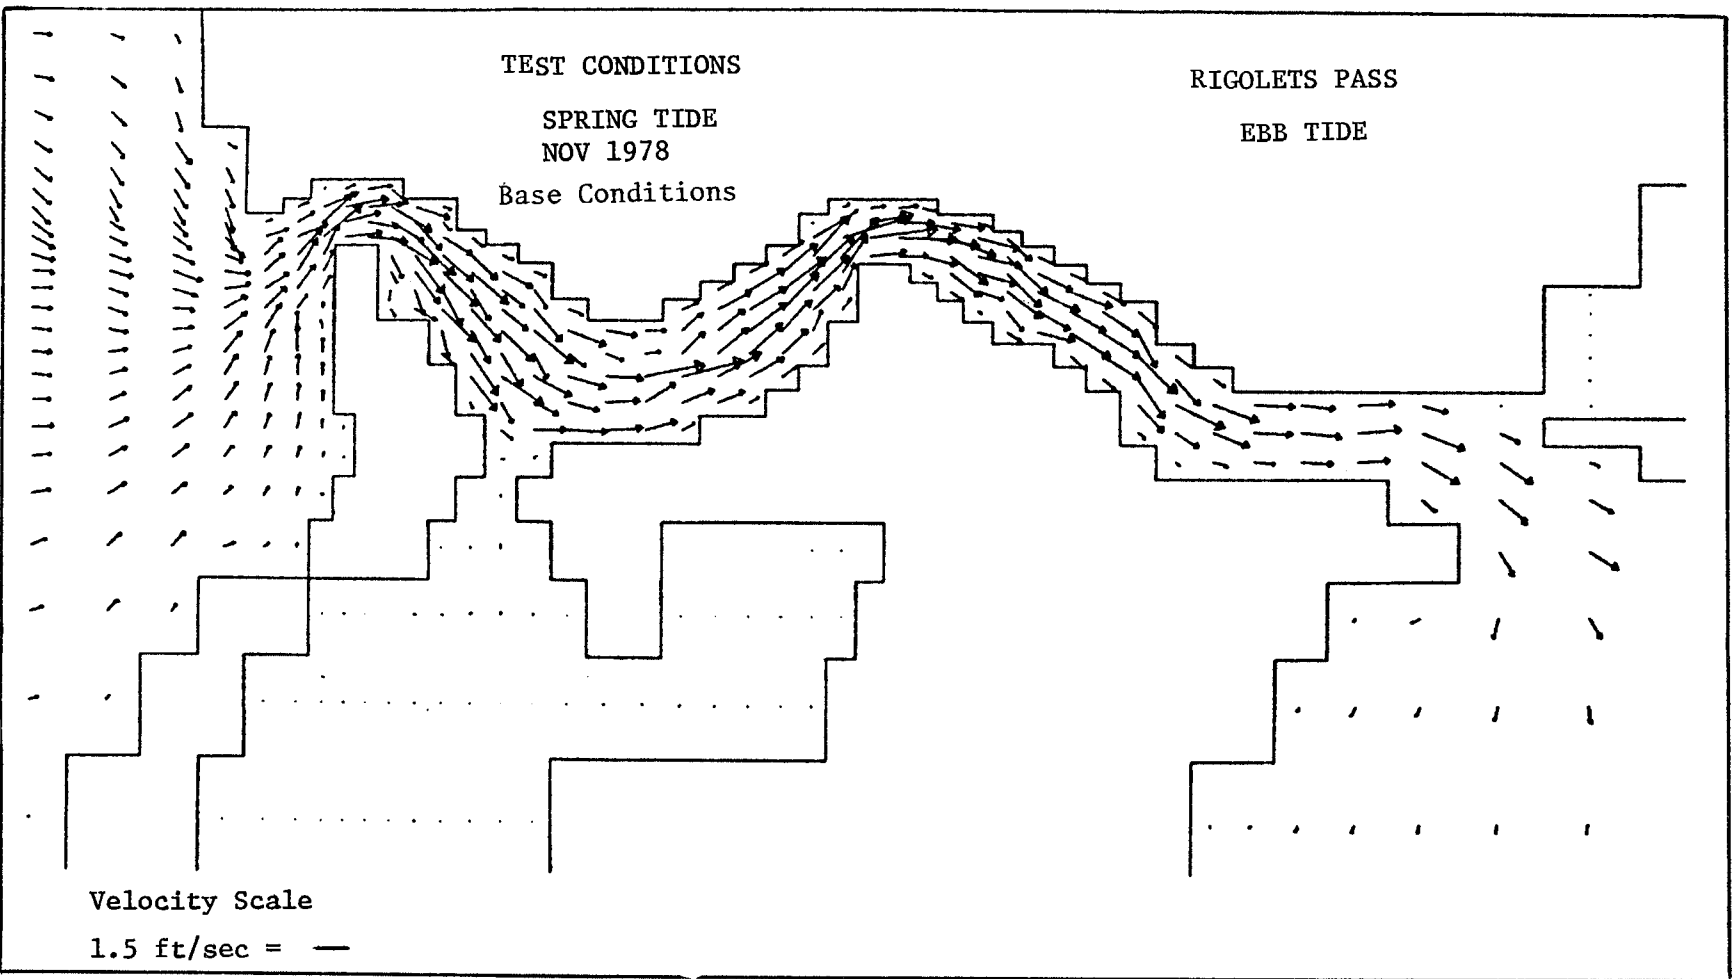 TEST CONDITIONS
SPRING TIDE
NOV 1978
Base Conditions
RIGOLETS PASS
EBB TIDE
Velocity Scale
1.5 ft/sec = —